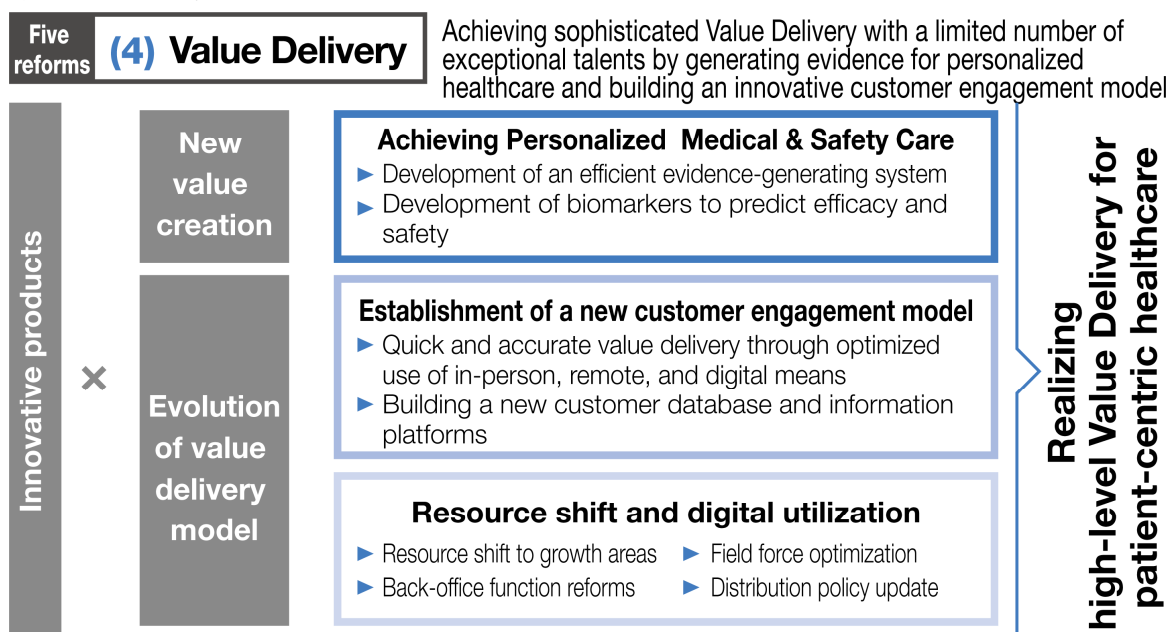 Five
reforms
(4) Value Delivery
Achieving sophisticated Value Delivery with a limited number of
exceptional talents by generating evidence for personalized
healthcare and building an innovative customer engagement model
Innovative products
×
New
value
creation
Achieving Personalized Medical & Safety Care
► Development of an efficient evidence-generating system
► Development of biomarkers to predict efficacy and
safety
Evolution
of value
delivery
model
Establishment of a new customer engagement model
► Quick and accurate value delivery through optimized
use of in-person, remote, and digital means
► Building a new customer database and information
platforms
Resource shift and digital utilization
► Resource shift to growth areas
► Field force optimization
► Back-office function reforms
► Distribution policy update
Realizing
high-level Value Delivery for
patient-centric healthcare